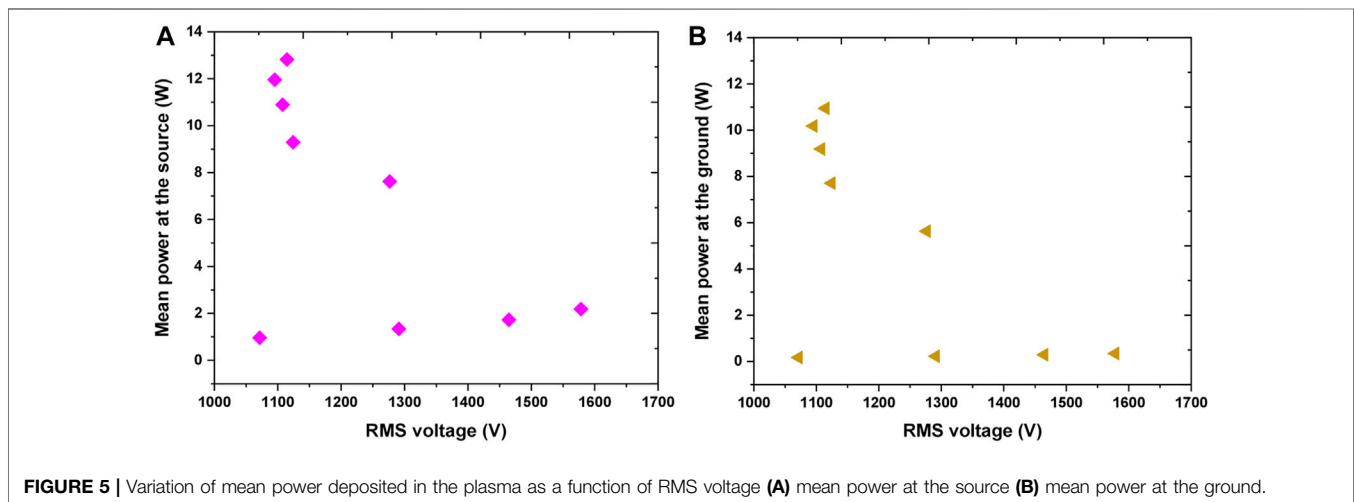 A
Mean power at the source (W)
14
12
10
8
6
4
2
0
1000 1100 1200 1300 1400 1500 1600 1700
RMS voltage (V)
B
Mean power at the ground (W)
14
12
10
8
6
4
2
0
1000 1100 1200 1300 1400 1500 1600 1700
RMS voltage (V)
FIGURE 5 | Variation of mean power deposited in the plasma as a function of RMS voltage (A) mean power at the source (B) mean power at the ground.